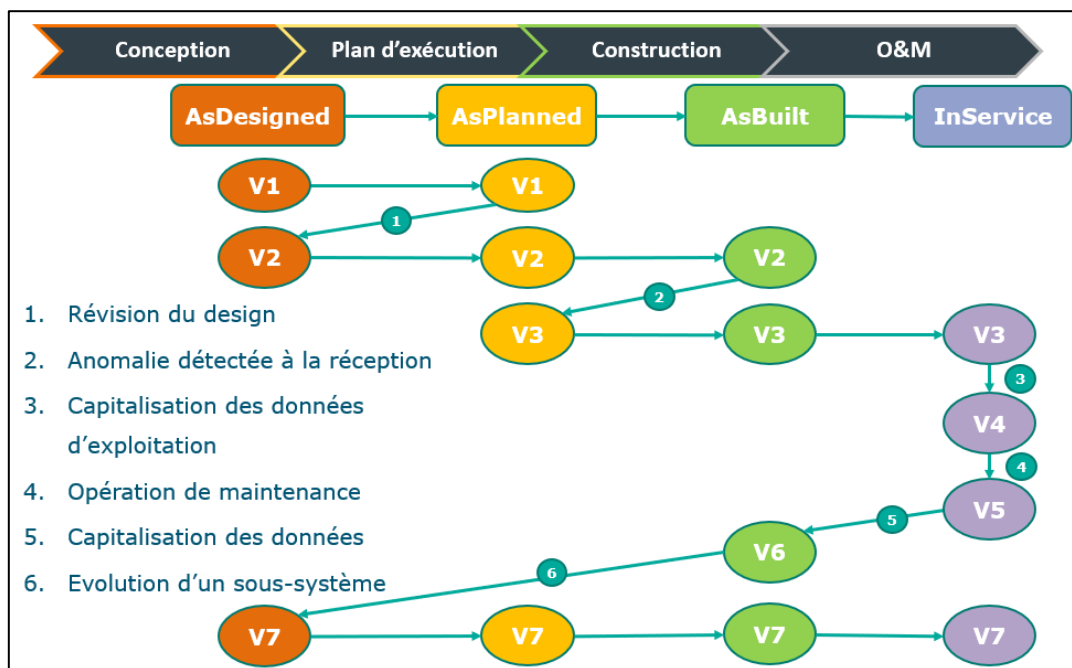 Conception Plan d'exécution Construction O&M
AsDesigned AsPlanned AsBuilt InService
V1 V1
1
V2 V2 V2
2
1. Révision du design
V3 V3 V3
2. Anomalie détectée à la réception
3
3. Capitalisation des données
d'exploitation
V4
4
4. Opération de maintenance
V5
5
5. Capitalisation des données
V6
6
6. Evolution d'un sous-système
V7 V7 V7 V7